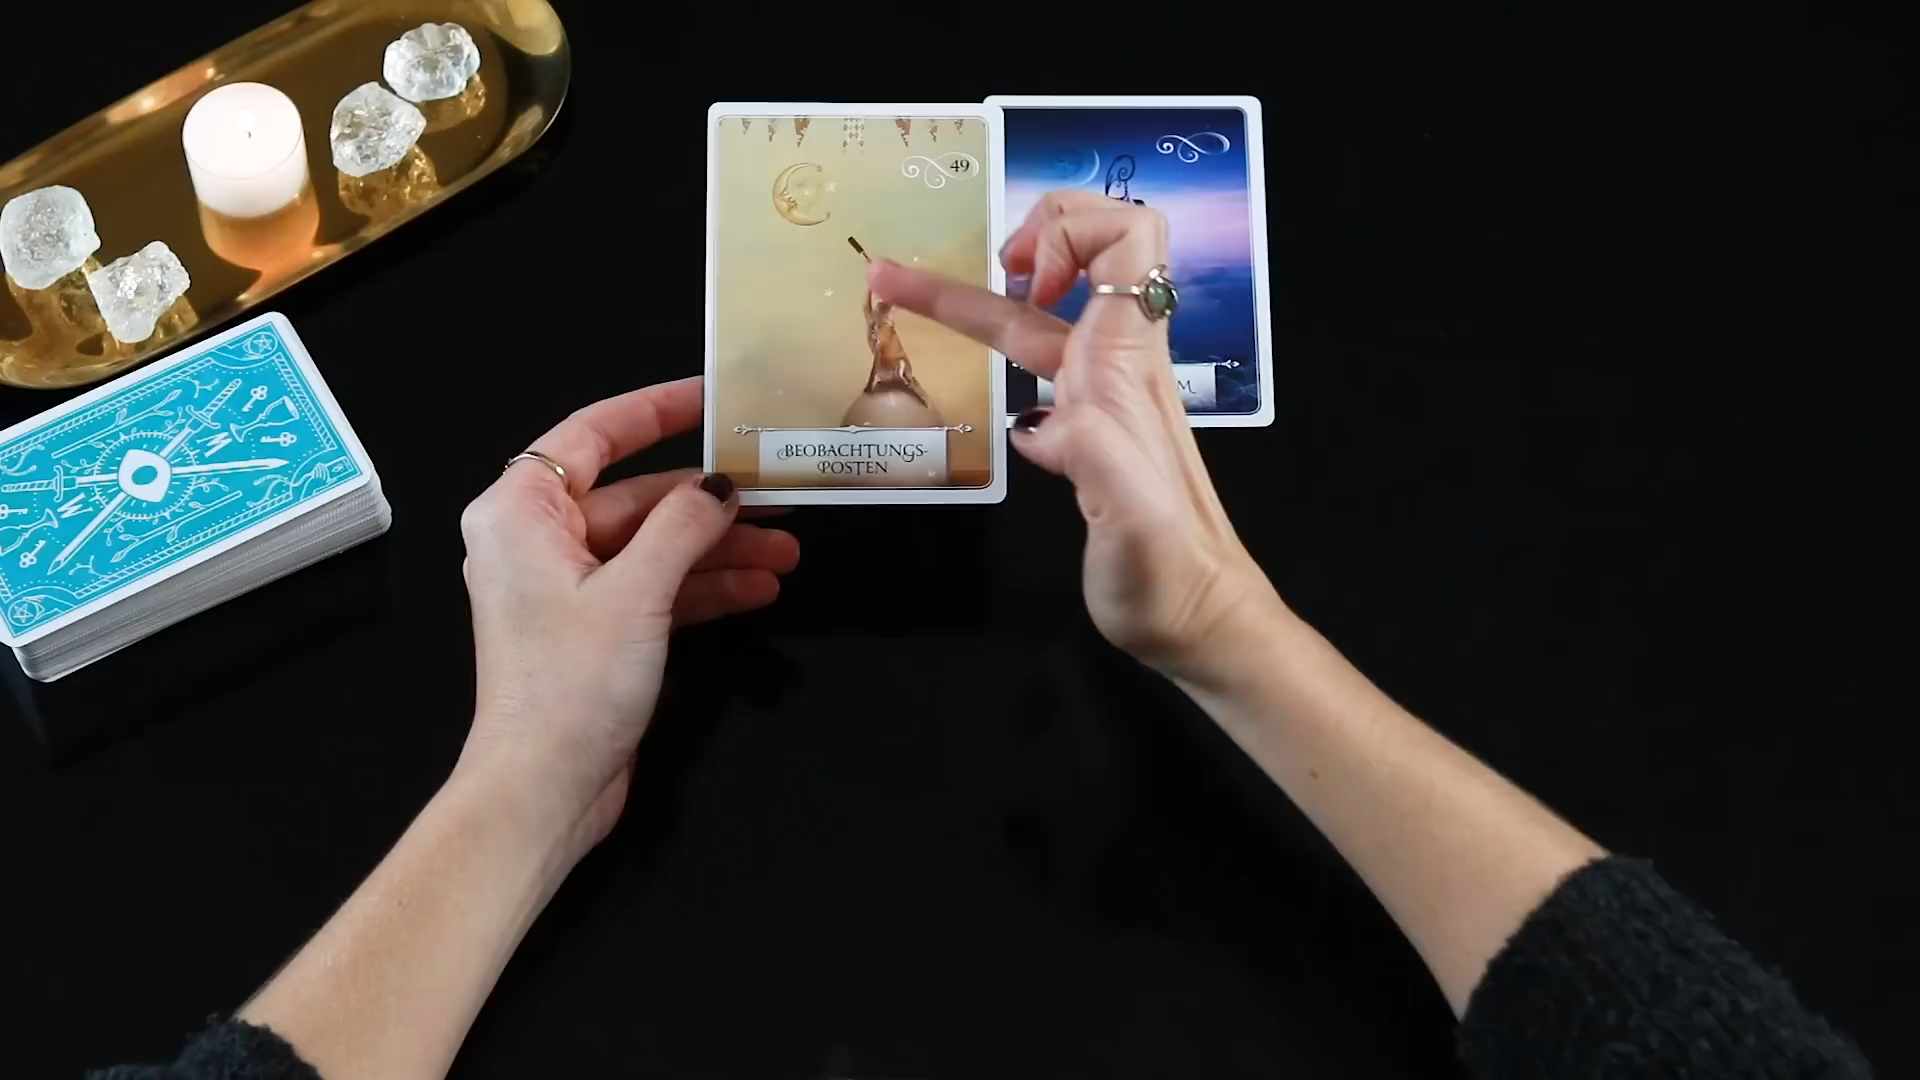 49
BEOBACHTUNGS-
POSTEN
M
W
W